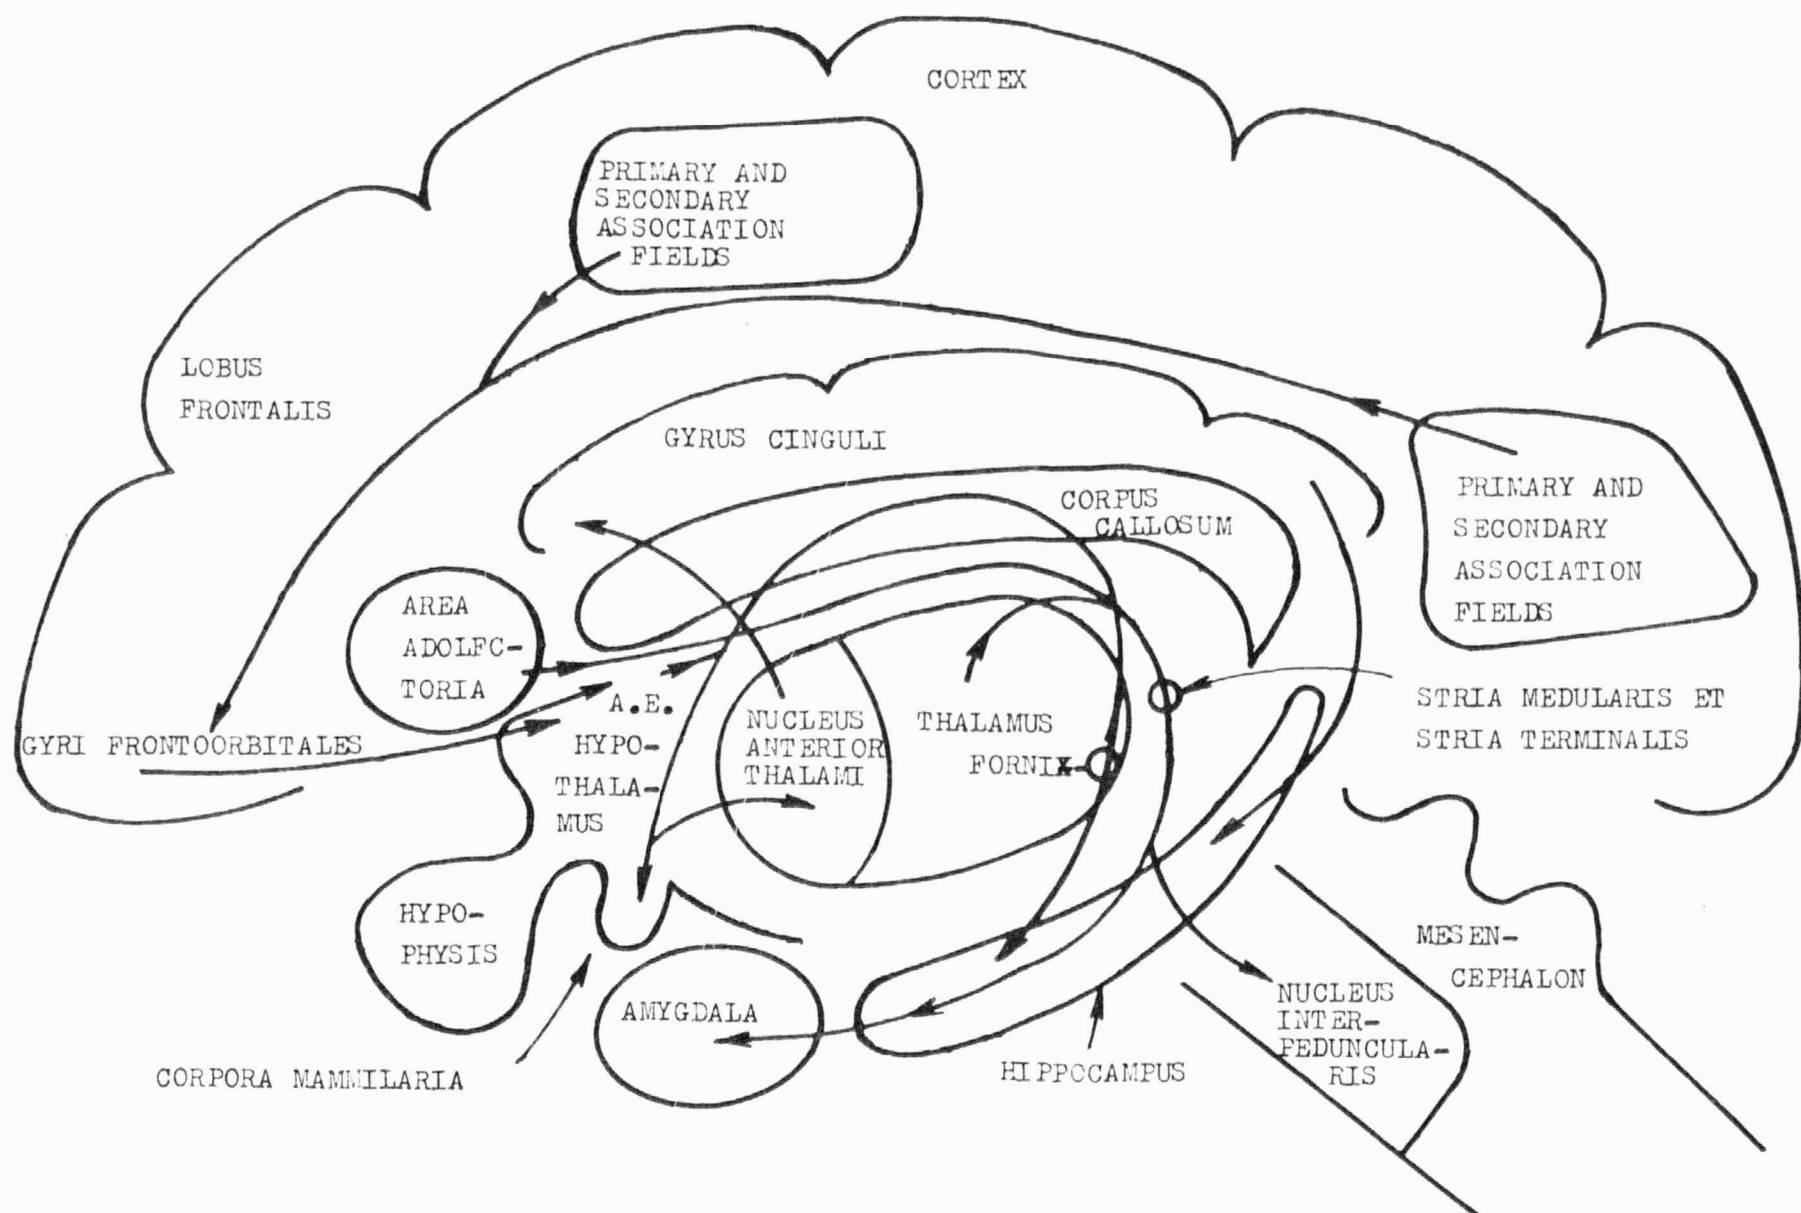 CORTEX
PRIMARY AND
SECONDARY
ASSOCIATION
FIELDS
LOBUS
FRONTALIS
GYRUS CINGULI
CORPUS
CALLOSUM
PRIMARY AND
SECONDARY
ASSOCIATION
FIELDS
AREA
ADOLFC-
TORIA
A.E.
HYPO-
THALA-
MUS
NUCLEUS
ANTERIOR
THALAMI
THALAMUS
FORNIX
STRIA MEDULARIS ET
STRIA TERMINALIS
GYRI FRONTOORBITALES
HYPO-
PHYSIS
MESEN-
CEPHALON
AMYGDALA
NUCLEUS
INTER-
PEDUNCULA-
RIS
CORPORA MAMMILARIA
HIPPOCAMPUS